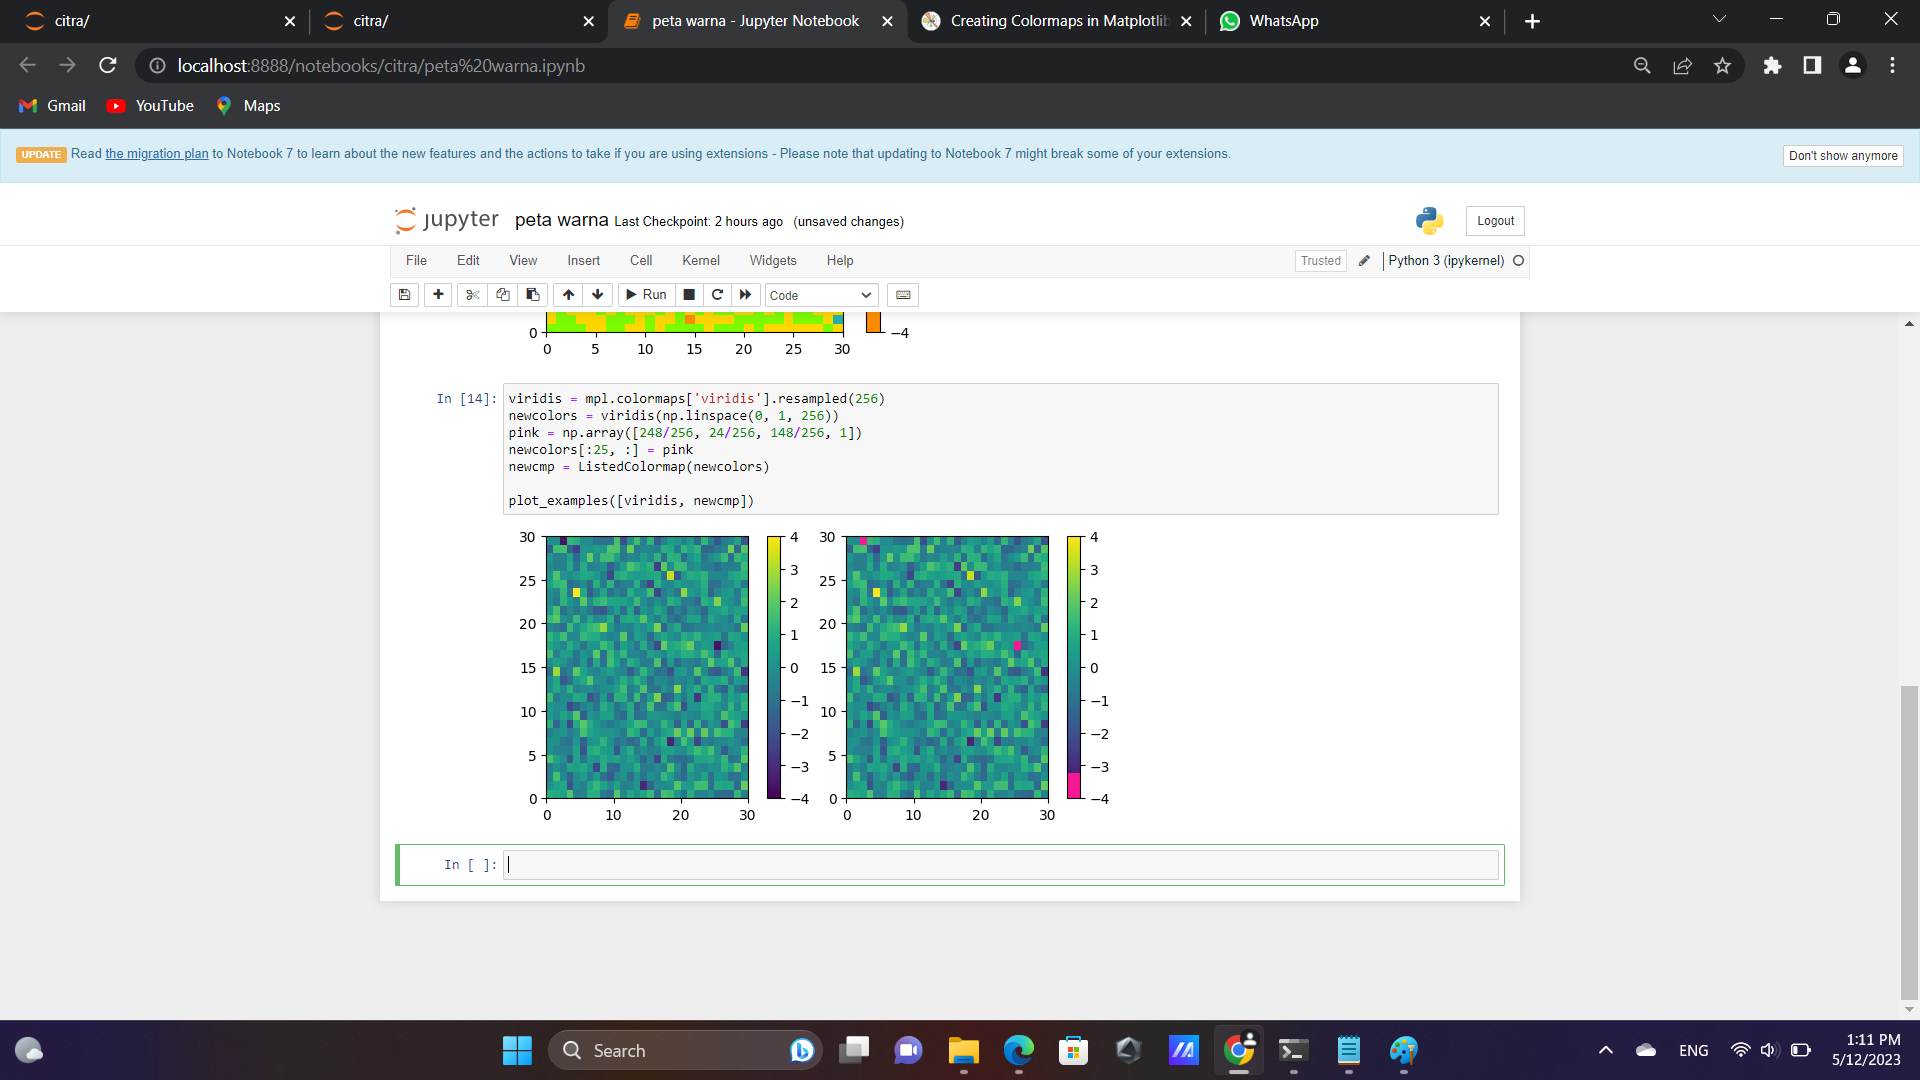 citra/
citra/
peta warna - Jupyter Notebook
Creating Colormaps in Matplotlib
WhatsApp
localhost:8888/notebooks/citra/peta%20warna.ipynb
Gmail
YouTube
Maps
UPDATE Read the migration plan to Notebook 7 to learn about the new features and the actions to take if you are using extensions - Please note that updating to Notebook 7 might break some of your extensions.
Don't show anymore
jupyter peta warna Last Checkpoint: 2 hours ago (unsaved changes)
Logout
File Edit View Insert Cell Kernel Widgets Help
Trusted
Python 3 (ipykernel)
Run
Code
0
−4
0 5 10 15 20 25 30
In [14]:
viridis = mpl.colormaps['viridis'].resampled(256)
newcolors = viridis(np.linspace(0, 1, 256))
pink = np.array([248/256, 24/256, 148/256, 1])
newcolors[:25, :] = pink
newcmp = ListedColormap(newcolors)
plot_examples([viridis, newcmp])
30
25
20
15
10
5
0
0 10 20 30
4
3
2
1
0
−1
−2
−3
−4
30
25
20
15
10
5
0
0 10 20 30
4
3
2
1
0
−1
−2
−3
−4
In [ ]:
Search
ENG
1:11 PM
5/12/2023